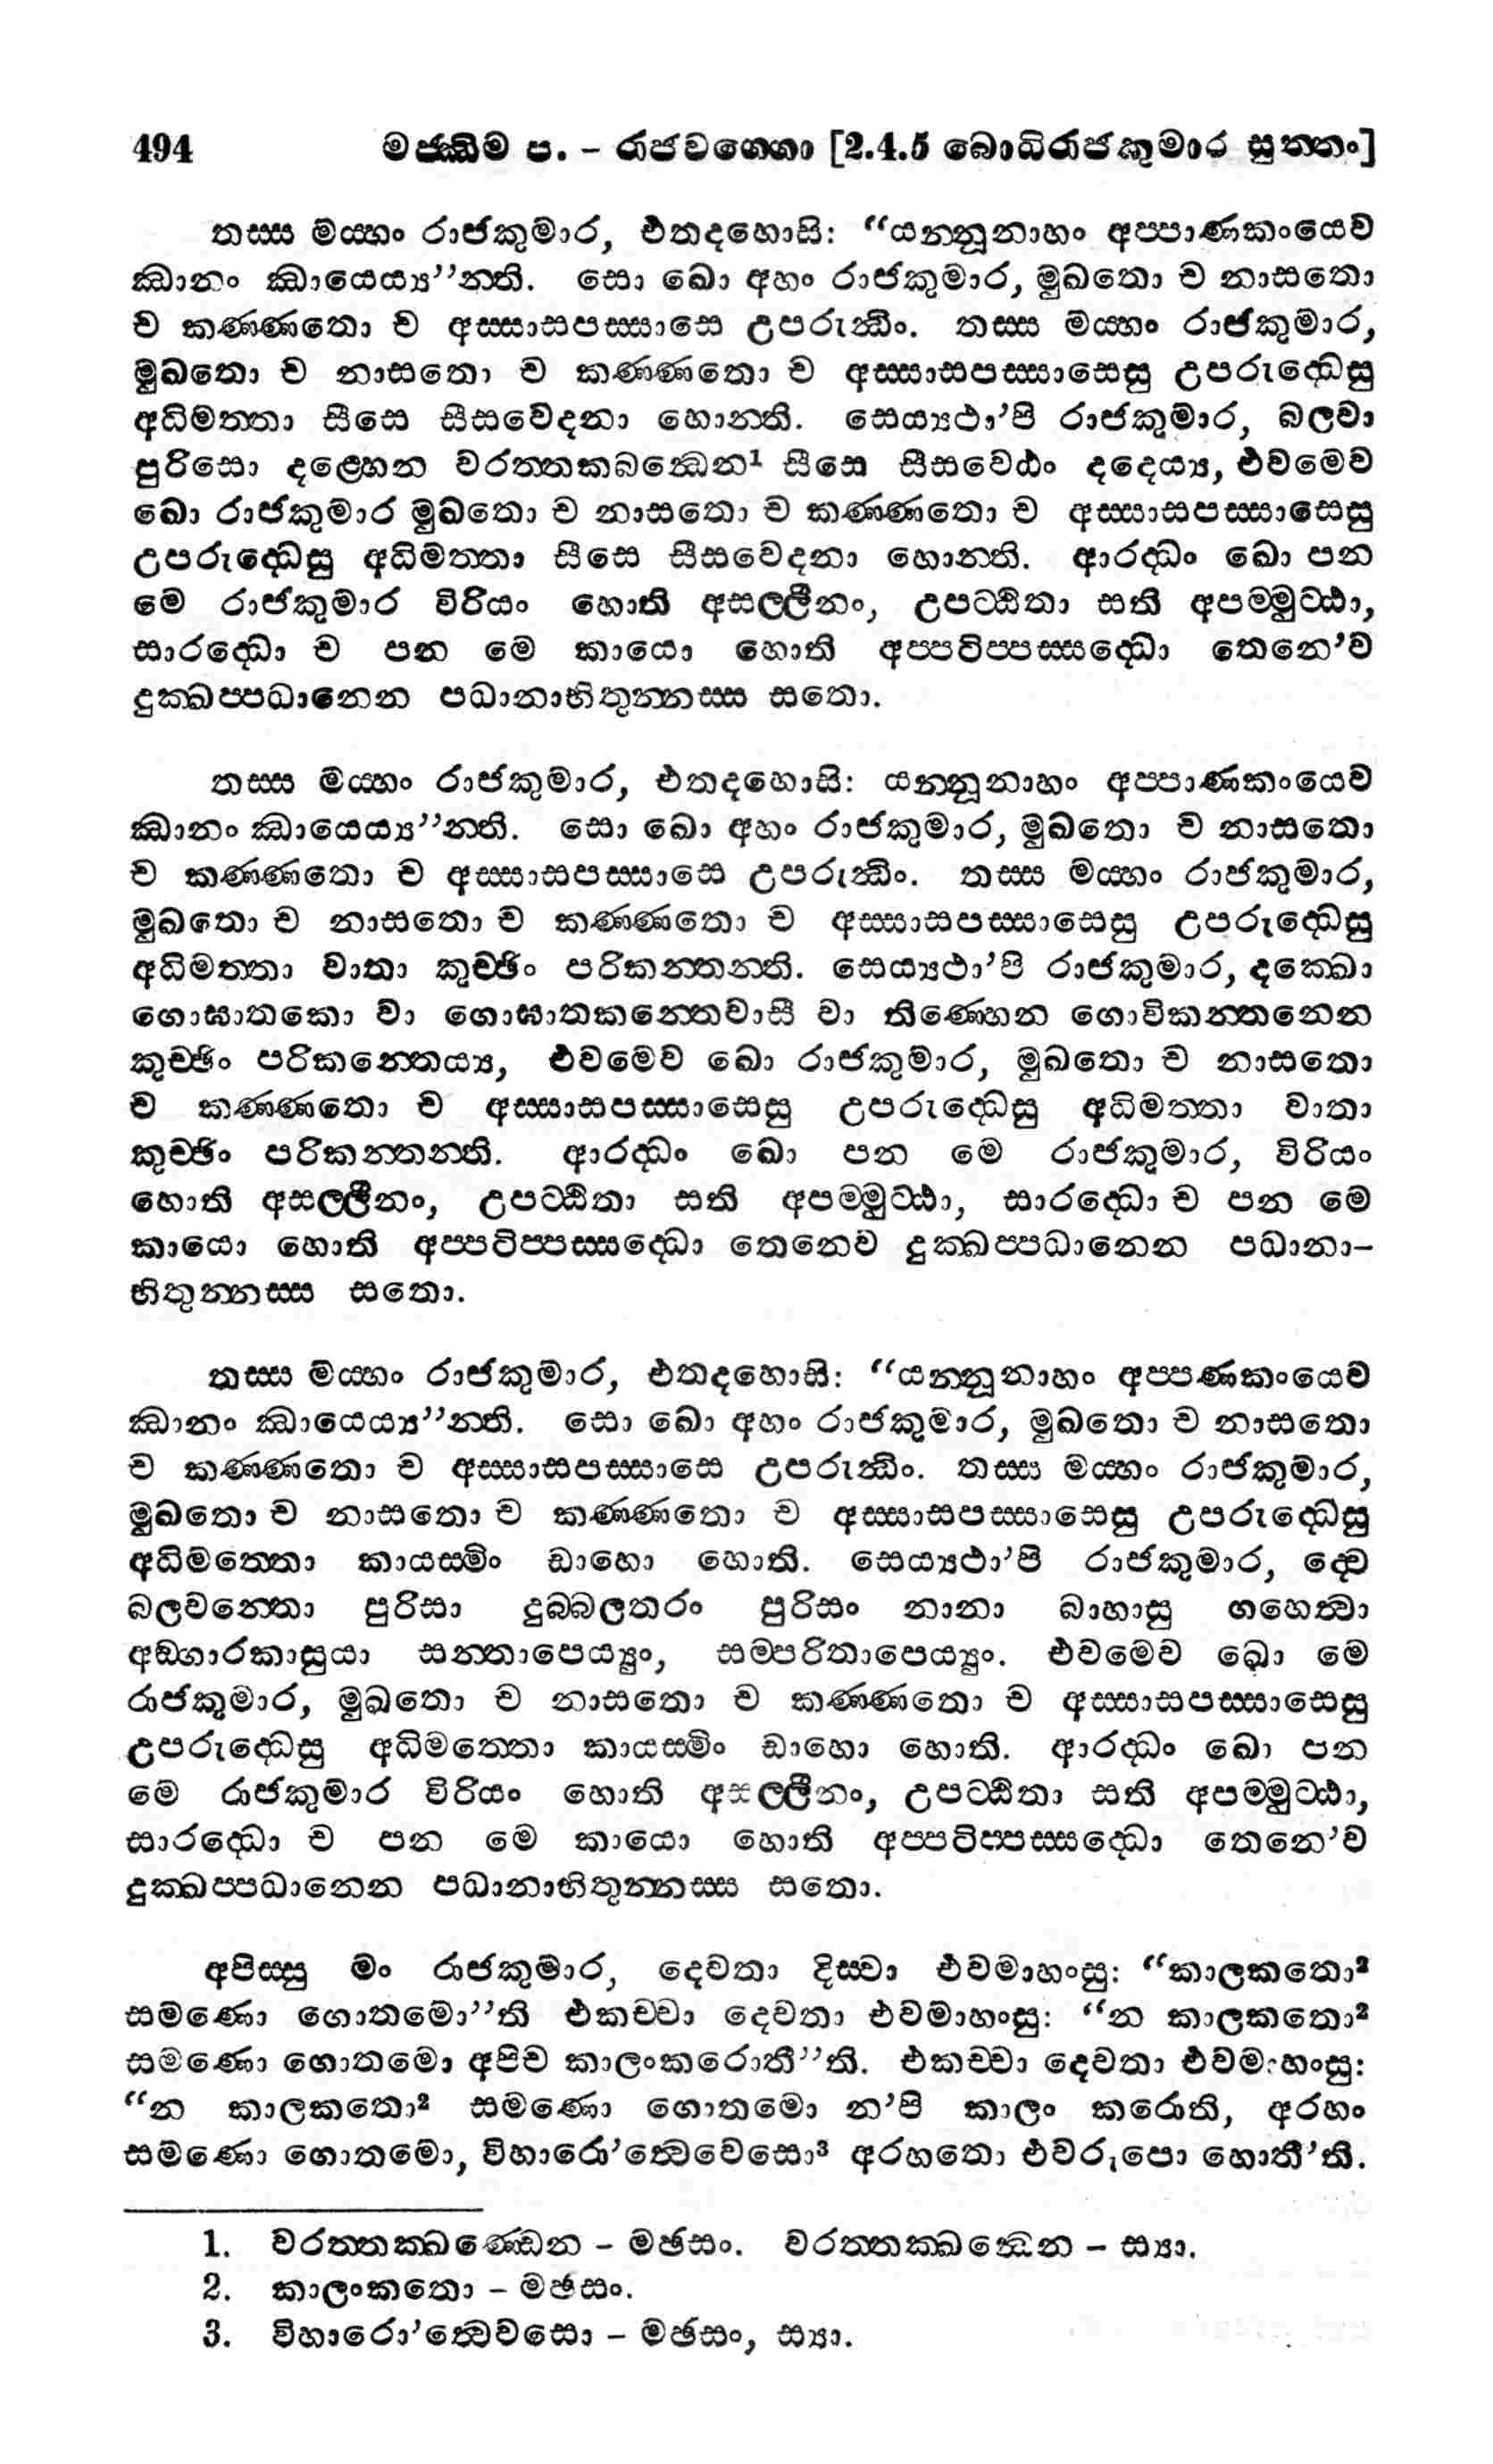 494 මජ්ඣිම ප. - රාජවග්ගො [2.4.5 බොධිරාජකුමාර සුත්තං]
තස්ස මය්හං රාජකුමාර, එතදහොසි: “යන්නූනාහං අප්පාණකංයෙව
ඣානං ඣායෙය්‍ය”න්ති. සො ඛො අහං රාජකුමාර, මුඛතො ච නාසතො
ච කණ්ණතො ච අස්සාසපස්සාසෙ උපරුන්ධිං. තස්ස මය්හං රාජකුමාර,
මුඛතො ච නාසතො ච කණ්ණතො ච අස්සාසපස්සාසෙසු උපරුද්ධෙසු
අධිමත්තා සීසෙ සීසවේදනා හොන්ති. සෙය්‍යථා’පි රාජකුමාර, බලවා
පුරිසො දළ්හෙන වරත්තකබන්ධෙන¹ සීසෙ සීසවෙඨං දදෙය්‍ය, එවමෙව
ඛො රාජකුමාර මුඛතො ච නාසතො ච කණ්ණතො ච අස්සාසපස්සාසෙසු
උපරුද්ධෙසු අධිමත්තා සීසෙ සීසවෙදනා හොන්ති. ආරද්ධං ඛො පන
මෙ රාජකුමාර විරියං හොති අසල්ලීනං, උපට්ඨිතා සති අපම්මුට්ඨා,
සාරද්ධො ච පන මෙ කායො හොති අප්පටිප්පස්සද්ධො තෙනෙ’ව
දුක්ඛප්පධානෙන පධානාභිතුන්නස්ස සතො.
තස්ස මය්හං රාජකුමාර, එතදහොසි: යන්නූනාහං අප්පාණකංයෙව
ඣානං ඣායෙය්‍ය”න්ති. සො ඛො අහං රාජකුමාර, මුඛතො ච නාසතො
ච කණ්ණතො ච අස්සාසපස්සාසෙ උපරුන්ධිං. තස්ස මය්හං රාජකුමාර,
මුඛතො ච නාසතො ච කණ්ණතො ච අස්සාසපස්සාසෙසු උපරුද්ධෙසු
අධිමත්තා වාතා කුච්ඡිං පරිකන්තන්ති. සෙය්‍යථා’පි රාජකුමාර, දක්ඛො
ගොඝාතකො වා ගොඝාතකන්තෙවාසී වා තිණ්හෙන ගොවිකන්තනෙන
කුච්ඡිං පරිකන්තෙය්‍ය, එවමෙව ඛො රාජකුමාර, මුඛතො ච නාසතො
ච කණ්ණතො ච අස්සාසපස්සාසෙසු උපරුද්ධෙසු අධිමත්තා වාතා
කුච්ඡිං පරිකන්තන්ති. ආරද්ධං ඛො පන මෙ රාජකුමාර, විරියං
හොති අසල්ලීනං, උපට්ඨිතා සති අපම්මුට්ඨා, සාරද්ධො ච පන මෙ
කායො හොති අප්පටිප්පස්සද්ධො තෙනෙව දුක්ඛප්පධානෙන පධානා-
භිතුන්නස්ස සතො.
තස්ස මය්හං රාජකුමාර, එතදහොසි: “යන්නූනාහං අප්පණකංයෙව
ඣානං ඣායෙය්‍ය”න්ති. සො ඛො අහං රාජකුමාර, මුඛතො ච නාසතො
ච කණ්ණතො ච අස්සාසපස්සාසෙ උපරුන්ධිං. තස්ස මය්හං රාජකුමාර,
මුඛතො ච නාසතො ච කණ්ණතො ච අස්සාසපස්සාසෙසු උපරුද්ධෙසු
අධිමත්තො කායස්මිං ඩාහො හොති. සෙය්‍යථා’පි රාජකුමාර, ද්වෙ
බලවන්තො පුරිසා දුබ්බලතරං පුරිසං නානා බාහාසු ගහෙත්වා
අඞ්ගාරකාසුයා සන්තාපෙය්‍යුං, සම්පරිතාපෙය්‍යුං. එවමෙව ඛො මෙ
රාජකුමාර, මුඛතො ච නාසතො ච කණ්ණතො ච අස්සාසපස්සාසෙසු
උපරුද්ධෙසු අධිමත්තො කායස්මිං ඩාහො හොති. ආරද්ධං ඛො පන
මෙ රාජකුමාර විරියං හොති අසල්ලීනං, උපට්ඨිතා සති අපම්මුට්ඨා,
සාරද්ධො ච පන මෙ කායො හොති අප්පටිප්පස්සද්ධො තෙනෙ’ව
දුක්ඛප්පධානෙන පධානාභිතුන්නස්ස සතො.
අපිස්සු මං රාජකුමාර, දෙවතා දිස්වා එවමාහංසු: “කාලකතො²
සමණො ගොතමො”ති එකච්චා දෙවතා එවමාහංසු: “න කාලකතො²
සමණො ගොතමො අපිච කාලංකරොතී”ති. එකච්චා දෙවතා එවමාහංසු:
“න කාලකතො² සමණො ගොතමො න’පි කාලං කරොති, අරහං
සමණො ගොතමො, විහාරො’ත්වෙවෙසො³ අරහතො එවරූපො හොතී’ති.
1. වරත්තක්ඛණ්ඩෙන - මඡසං. වරත්තක්ඛන්ධෙන - ස්‍යා.
2. කාලංකතො - මඡසං.
3. විහාරො’ත්වෙවසො - මඡසං, ස්‍යා.